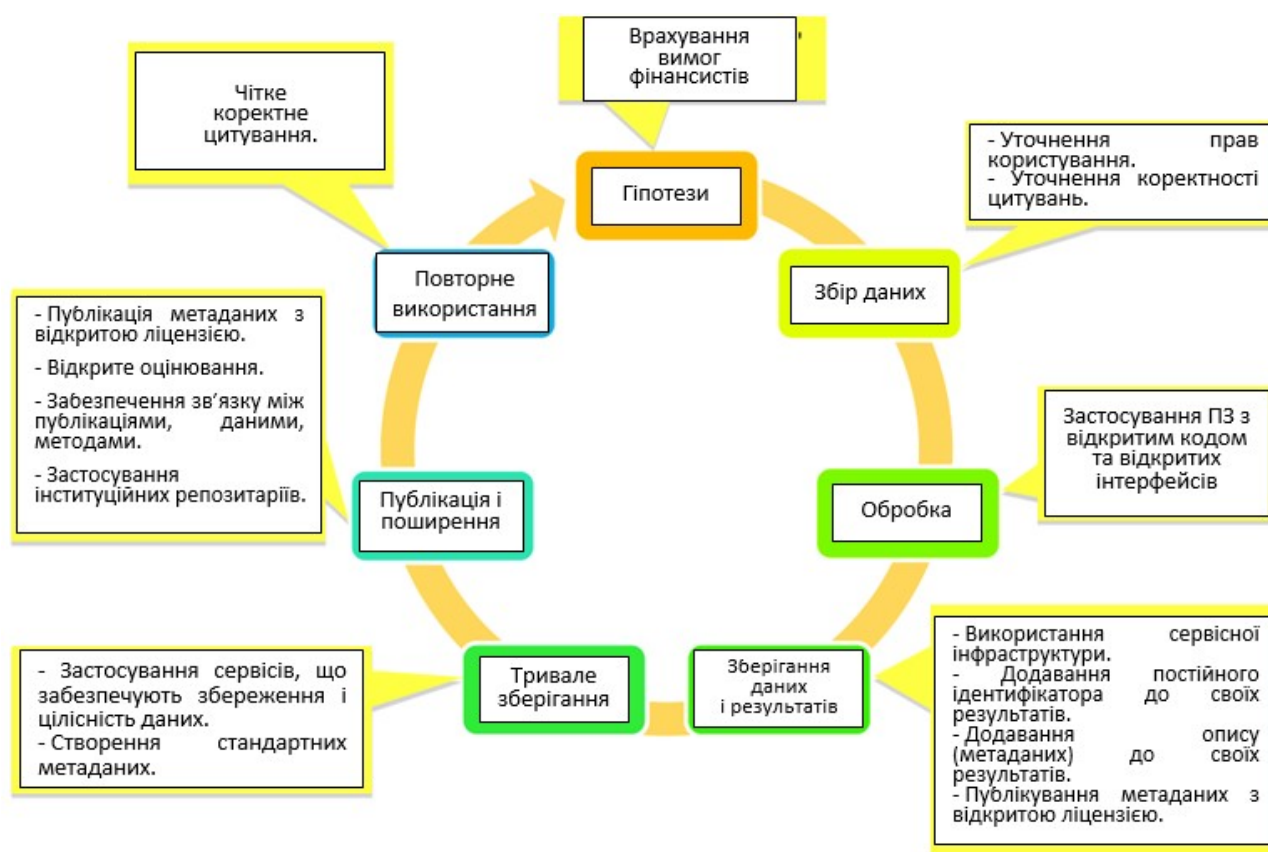 Врахування
вимог
фінансистів
Чітке
коректне
цитування.
- Уточнення прав
користування.
- Уточнення коректності
цитувань.
Гіпотези
Повторне
використання
Збір даних
- Публікація метаданих з
відкритою ліцензією.
- Відкрите оцінювання.
- Забезпечення зв’язку між
публікаціями, даними,
методами.
- Застосування
інституційних репозитаріїв.
Застосування ПЗ з
відкритим кодом
та відкритих
інтерфейсів
Публікація і
поширення
Обробка
- Застосування сервісів, що
забезпечують збереження і
цілісність даних.
- Створення стандартних
метаданих.
Тривале
зберігання
Зберігання
даних
і результатів
- Використання сервісної
інфраструктури.
- Додавання постійного
ідентифікатора до своїх
результатів.
- Додавання опису
(метаданих) до своїх
результатів.
- Публікування метаданих з
відкритою ліцензією.